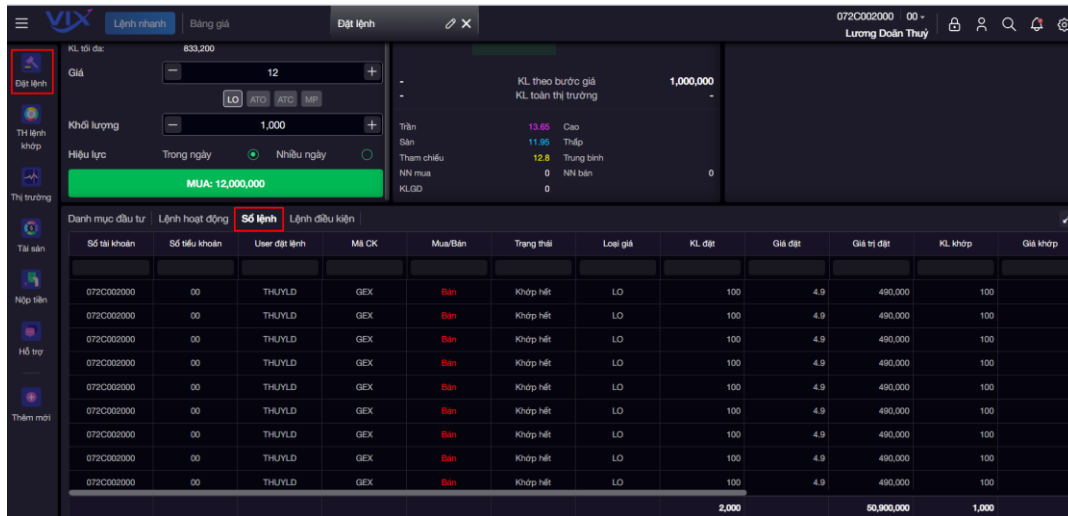 VIX Lệnh nhanh Bảng giá Đặt lệnh 072C002000 00
Lương Doãn Thuỳ
Đặt lệnh
TH lệnh
khớp
Thị trường
Tài sản
Nộp tiền
Hỗ trợ
Thêm mới
KL tối đa: 833,200
Giá 12
LO ATO ATC MP
Khối lượng 1,000
Hiệu lực Trong ngày Nhiều ngày
MUA: 12,000,000
- KL theo bước giá 1,000,000
- KL toàn thị trường -
Trần 13.65 Cao
Sàn 11.95 Thấp
Tham chiếu 12.8 Trung bình
NN mua 0 NN bán 0
KLGD 0
Danh mục đầu tư Lệnh hoạt động Sổ lệnh Lệnh điều kiện
Số tài khoản Số tiểu khoản User đặt lệnh Mã CK Mua/Bán Trạng thái Loại giá KL đặt Giá đặt Giá trị đặt KL khớp Giá khớp
072C002000 00 THUYLD GEX Bán Khớp hết LO 100 4.9 490,000 100
072C002000 00 THUYLD GEX Bán Khớp hết LO 100 4.9 490,000 100
072C002000 00 THUYLD GEX Bán Khớp hết LO 100 4.9 490,000 100
072C002000 00 THUYLD GEX Bán Khớp hết LO 100 4.9 490,000 100
072C002000 00 THUYLD GEX Bán Khớp hết LO 100 4.9 490,000 100
072C002000 00 THUYLD GEX Bán Khớp hết LO 100 4.9 490,000 100
072C002000 00 THUYLD GEX Bán Khớp hết LO 100 4.9 490,000 100
072C002000 00 THUYLD GEX Bán Khớp hết LO 100 4.9 490,000 100
072C002000 00 THUYLD GEX Bán Khớp hết LO 100 4.9 490,000 100
2,000 50,900,000 1,000